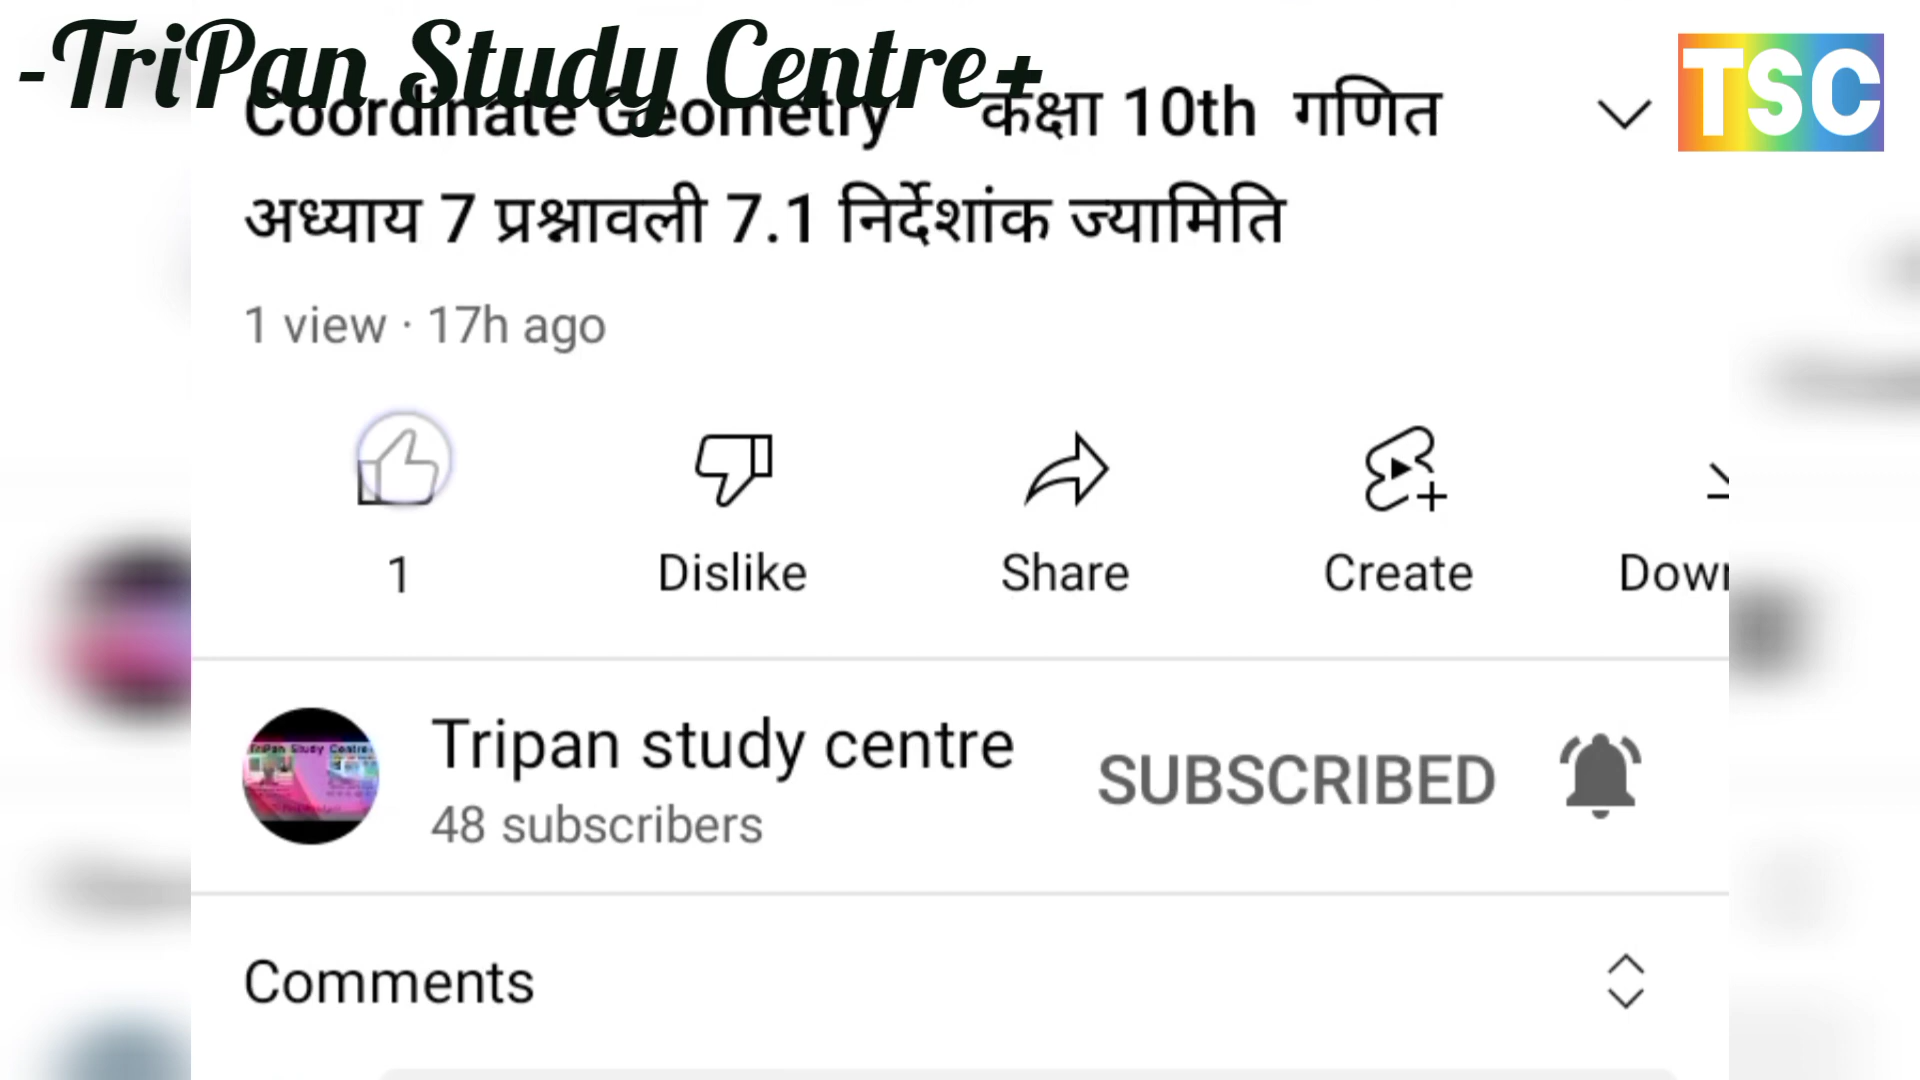 -TriPan Study Centre+
TSC
Coordinate Geometry कक्षा 10th गणित
अध्याय 7 प्रश्नावली 7.1 निर्देशांक ज्यामिति
1 view · 17h ago
1 Dislike Share Create Down
Tripan study centre
48 subscribers
SUBSCRIBED
Comments